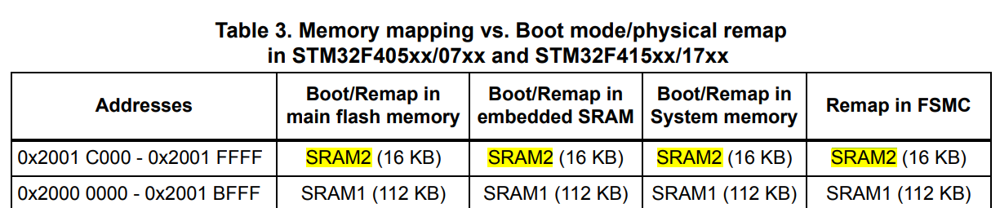 Table 3. Memory mapping vs. Boot mode/physical remap
in STM32F405xx/07xx and STM32F415xx/17xx
Addresses Boot/Remap in main flash memory Boot/Remap in embedded SRAM Boot/Remap in System memory Remap in FSMC
0x2001 C000 - 0x2001 FFFF SRAM2 (16 KB) SRAM2 (16 KB) SRAM2 (16 KB) SRAM2 (16 KB)
0x2000 0000 - 0x2001 BFFF SRAM1 (112 KB) SRAM1 (112 KB) SRAM1 (112 KB) SRAM1 (112 KB)